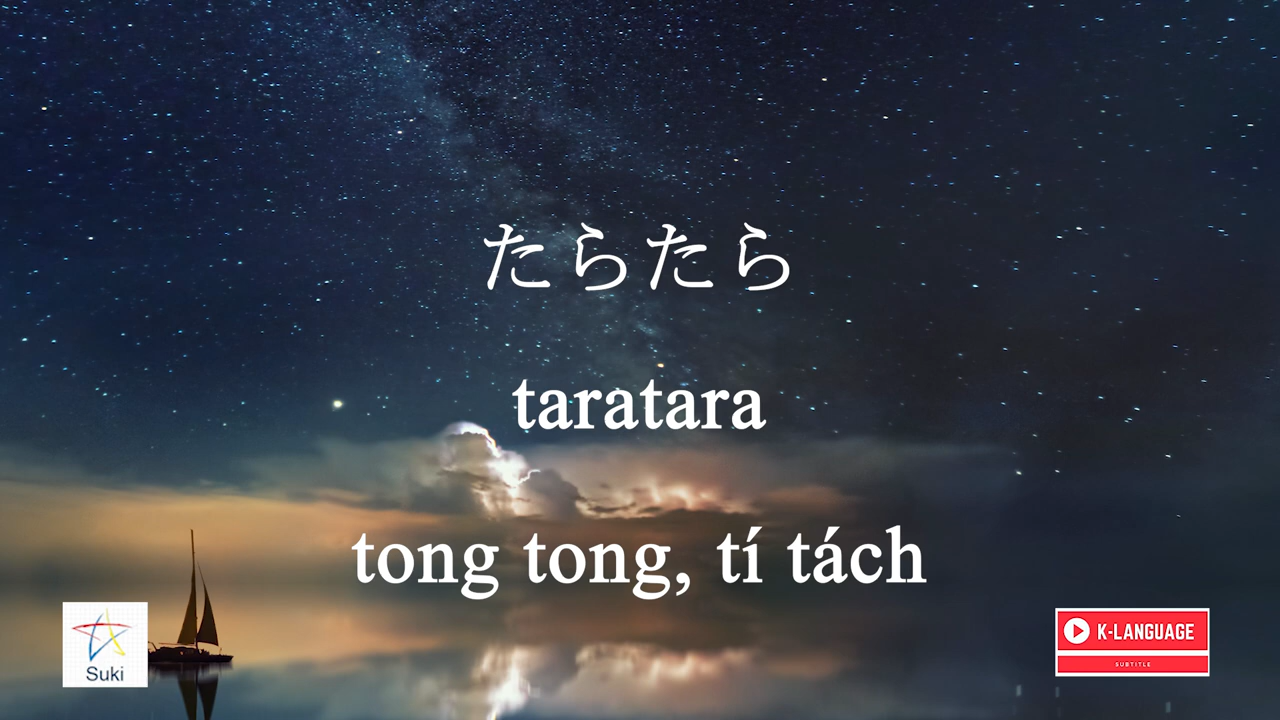 たらたら
taratara
tong tong, tí tách
Suki
K-LANGUAGE
SUBTITLE